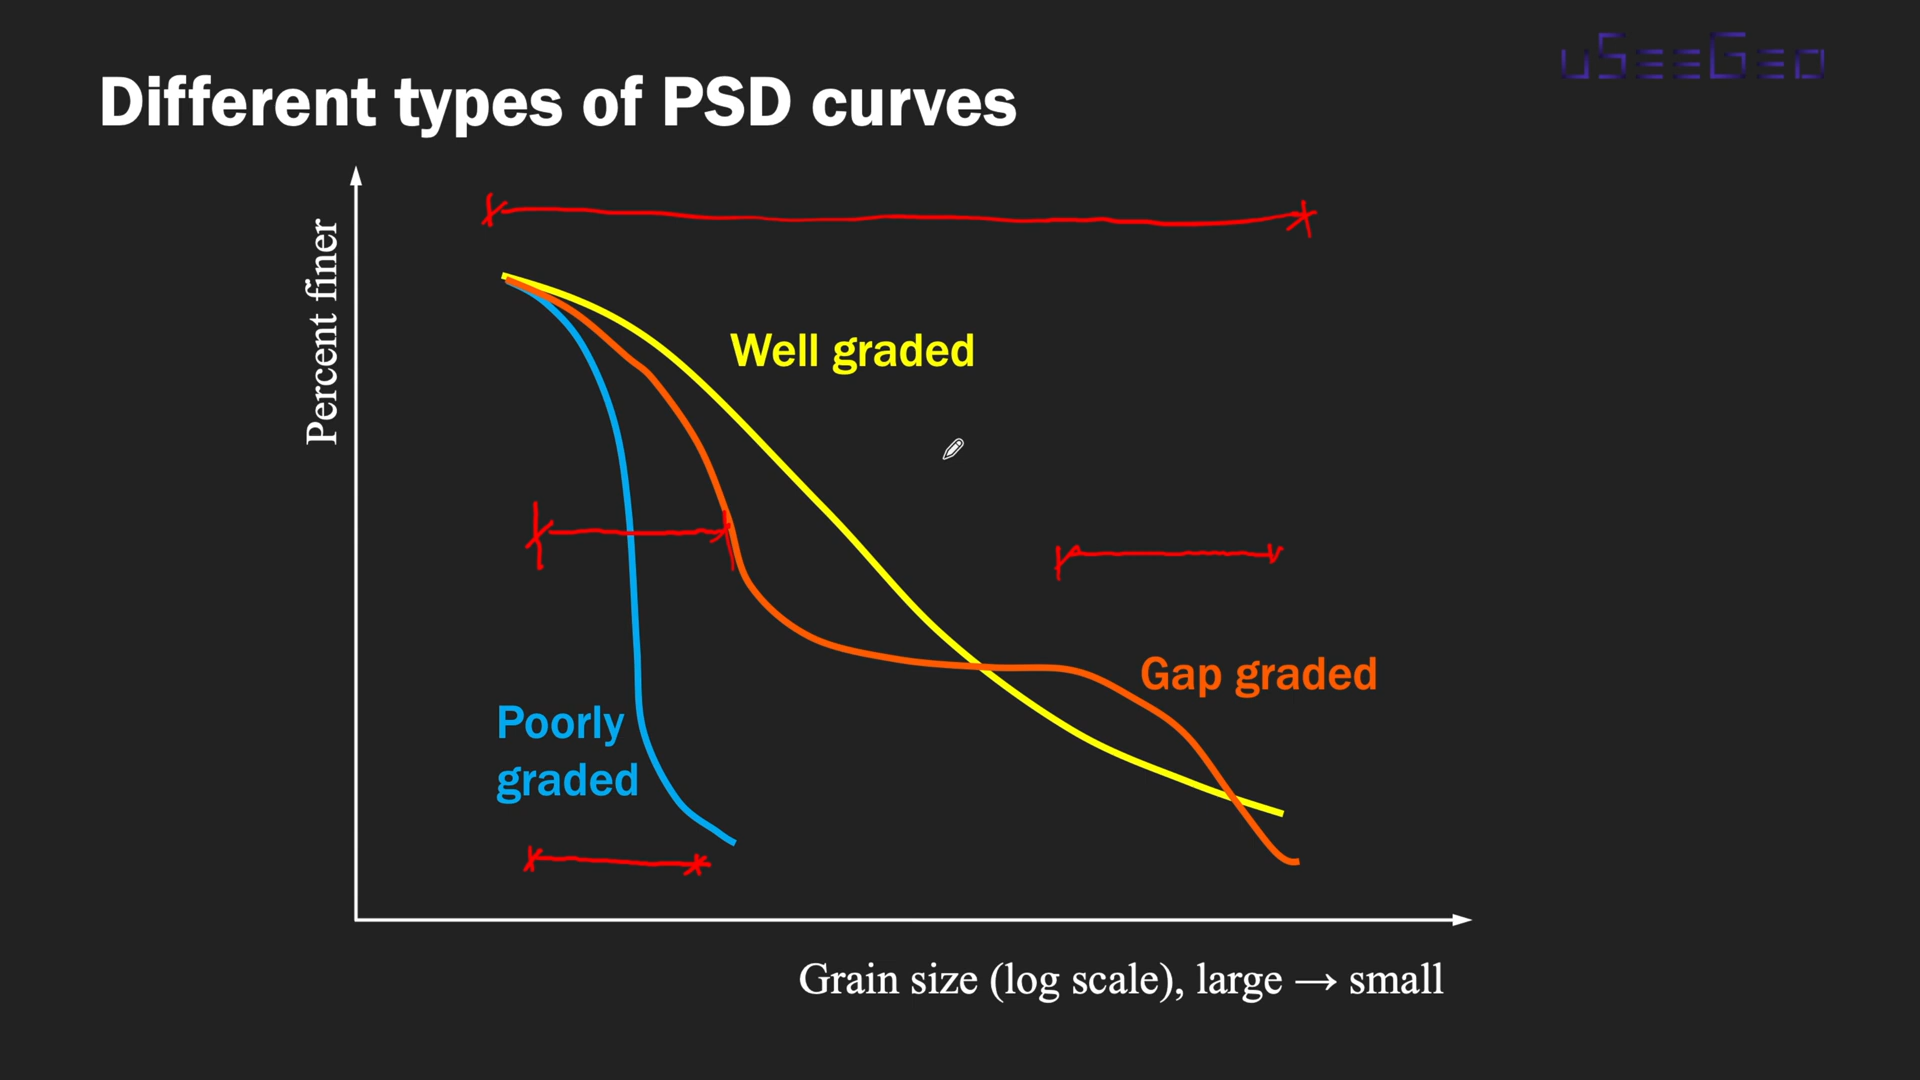 uSeeGeo
Different types of PSD curves
Percent finer
Well graded
Gap graded
Poorly
graded
Grain size (log scale), large → small